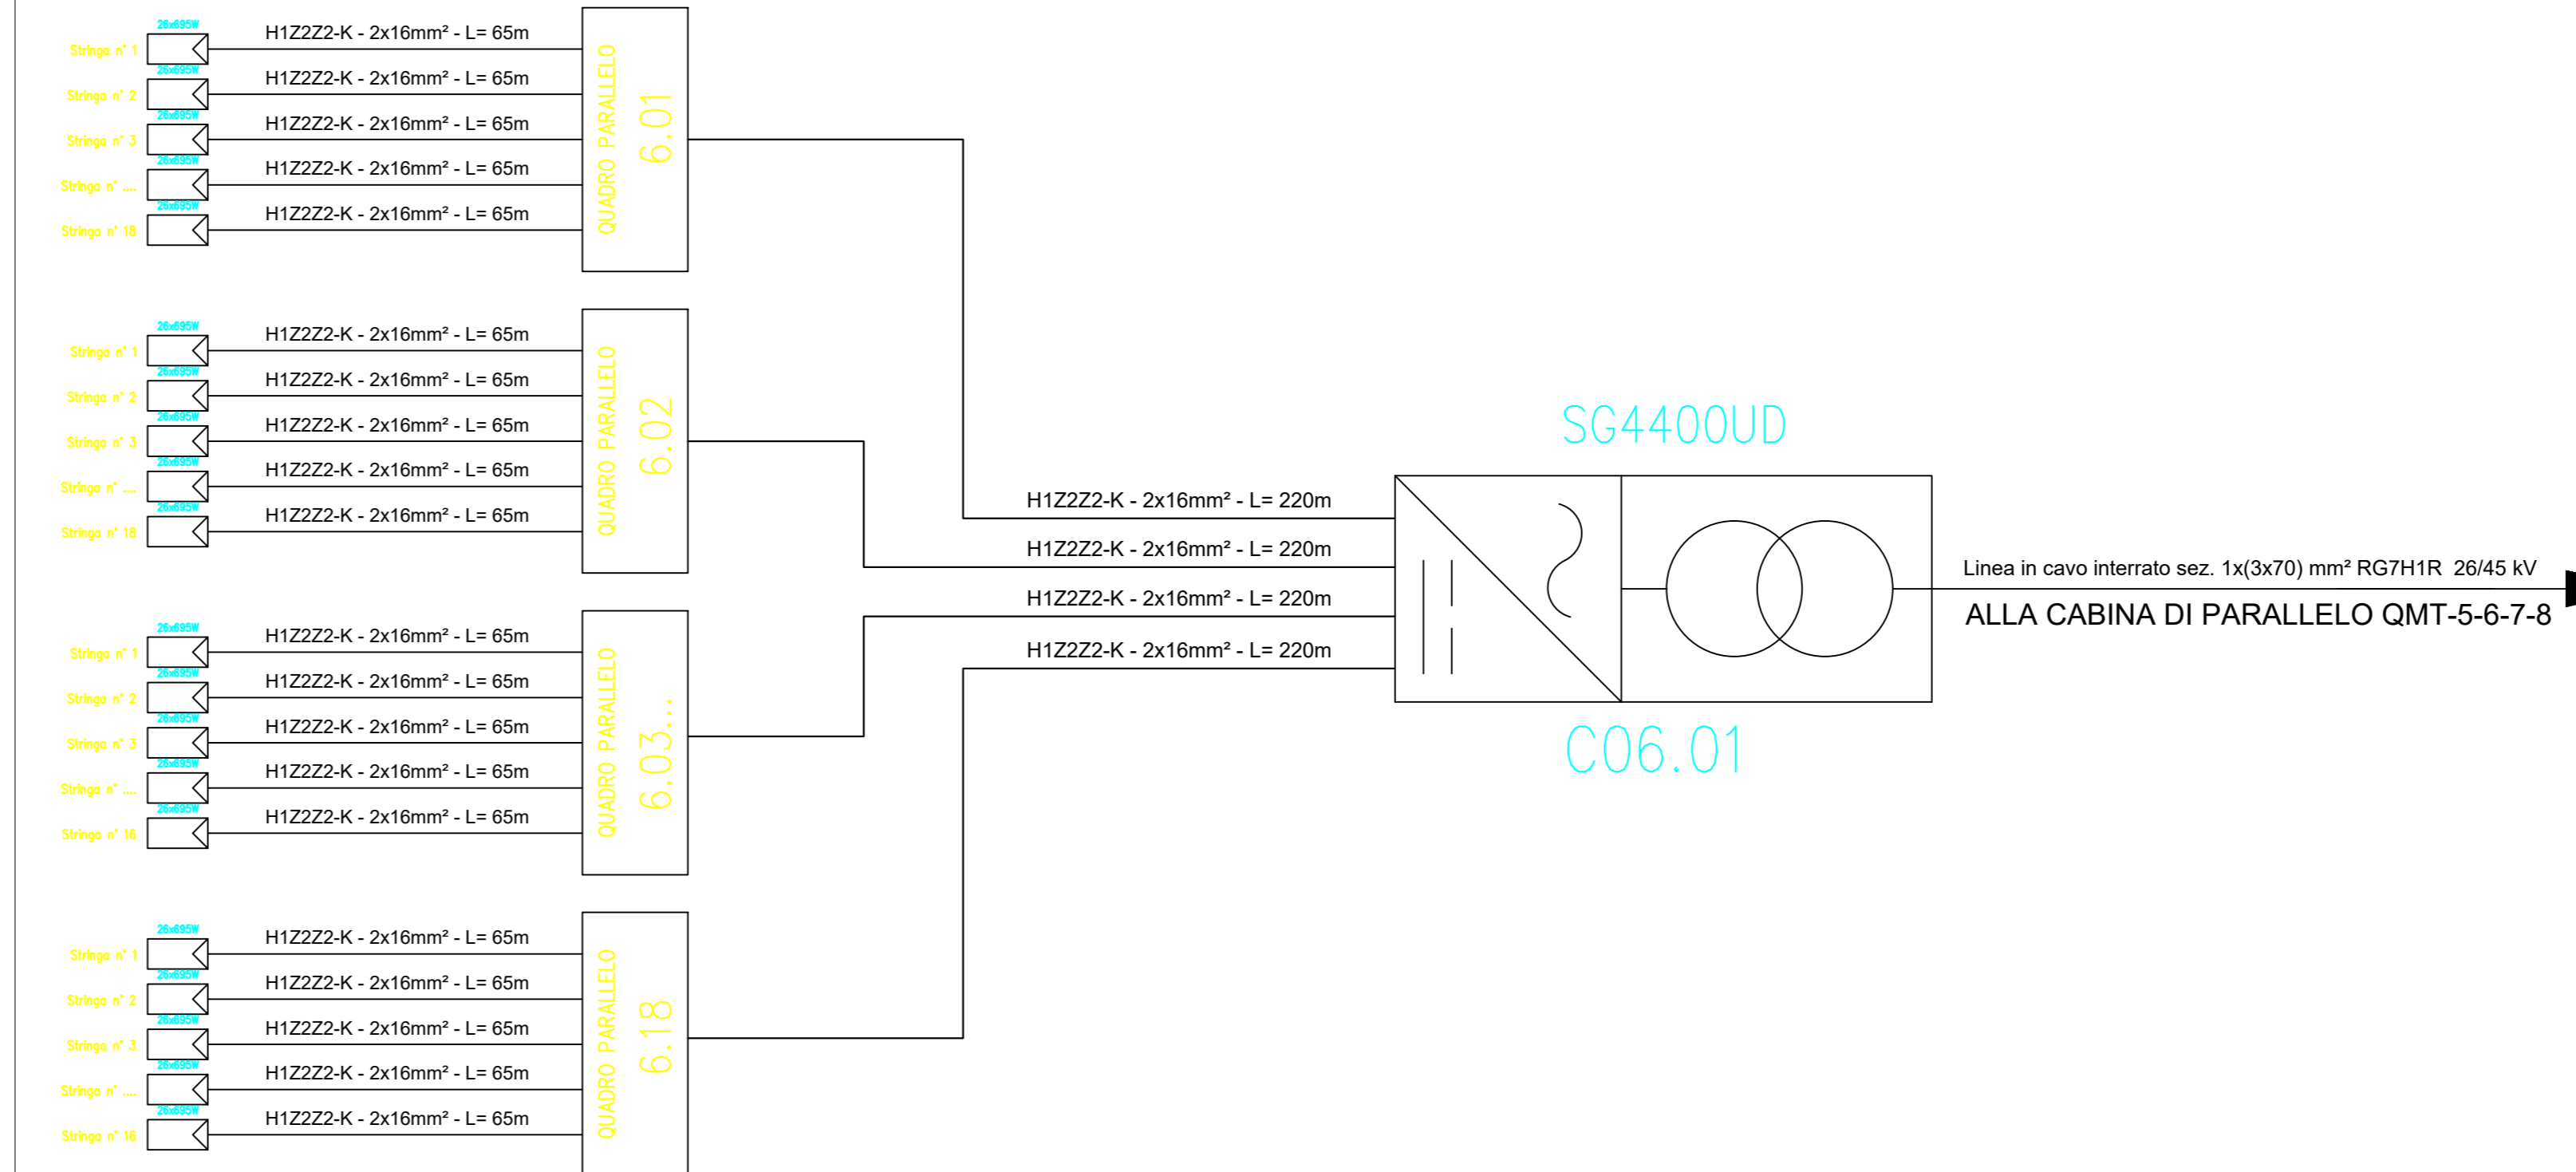 26x695W
Stringa n° 1
H1Z2Z2-K - 2x16mm² - L= 65m
26x695W
Stringa n° 2
H1Z2Z2-K - 2x16mm² - L= 65m
26x695W
Stringa n° 3
H1Z2Z2-K - 2x16mm² - L= 65m
26x695W
Stringa n° ....
H1Z2Z2-K - 2x16mm² - L= 65m
26x695W
Stringa n° 18
H1Z2Z2-K - 2x16mm² - L= 65m
QUADRO PARALLELO
6.01
26x695W
Stringa n° 1
H1Z2Z2-K - 2x16mm² - L= 65m
26x695W
Stringa n° 2
H1Z2Z2-K - 2x16mm² - L= 65m
26x695W
Stringa n° 3
H1Z2Z2-K - 2x16mm² - L= 65m
26x695W
Stringa n° ....
H1Z2Z2-K - 2x16mm² - L= 65m
26x695W
Stringa n° 18
H1Z2Z2-K - 2x16mm² - L= 65m
QUADRO PARALLELO
6.02
26x695W
Stringa n° 1
H1Z2Z2-K - 2x16mm² - L= 65m
26x695W
Stringa n° 2
H1Z2Z2-K - 2x16mm² - L= 65m
26x695W
Stringa n° 3
H1Z2Z2-K - 2x16mm² - L= 65m
26x695W
Stringa n° ....
H1Z2Z2-K - 2x16mm² - L= 65m
26x695W
Stringa n° 16
H1Z2Z2-K - 2x16mm² - L= 65m
QUADRO PARALLELO
6.03...
26x695W
Stringa n° 1
H1Z2Z2-K - 2x16mm² - L= 65m
26x695W
Stringa n° 2
H1Z2Z2-K - 2x16mm² - L= 65m
26x695W
Stringa n° 3
H1Z2Z2-K - 2x16mm² - L= 65m
26x695W
Stringa n° ....
H1Z2Z2-K - 2x16mm² - L= 65m
26x695W
Stringa n° 16
H1Z2Z2-K - 2x16mm² - L= 65m
QUADRO PARALLELO
6.18
H1Z2Z2-K - 2x16mm² - L= 220m
H1Z2Z2-K - 2x16mm² - L= 220m
H1Z2Z2-K - 2x16mm² - L= 220m
H1Z2Z2-K - 2x16mm² - L= 220m
SG4400UD
C06.01
Linea in cavo interrato sez. 1x(3x70) mm² RG7H1R 26/45 kV
ALLA CABINA DI PARALLELO QMT-5-6-7-8